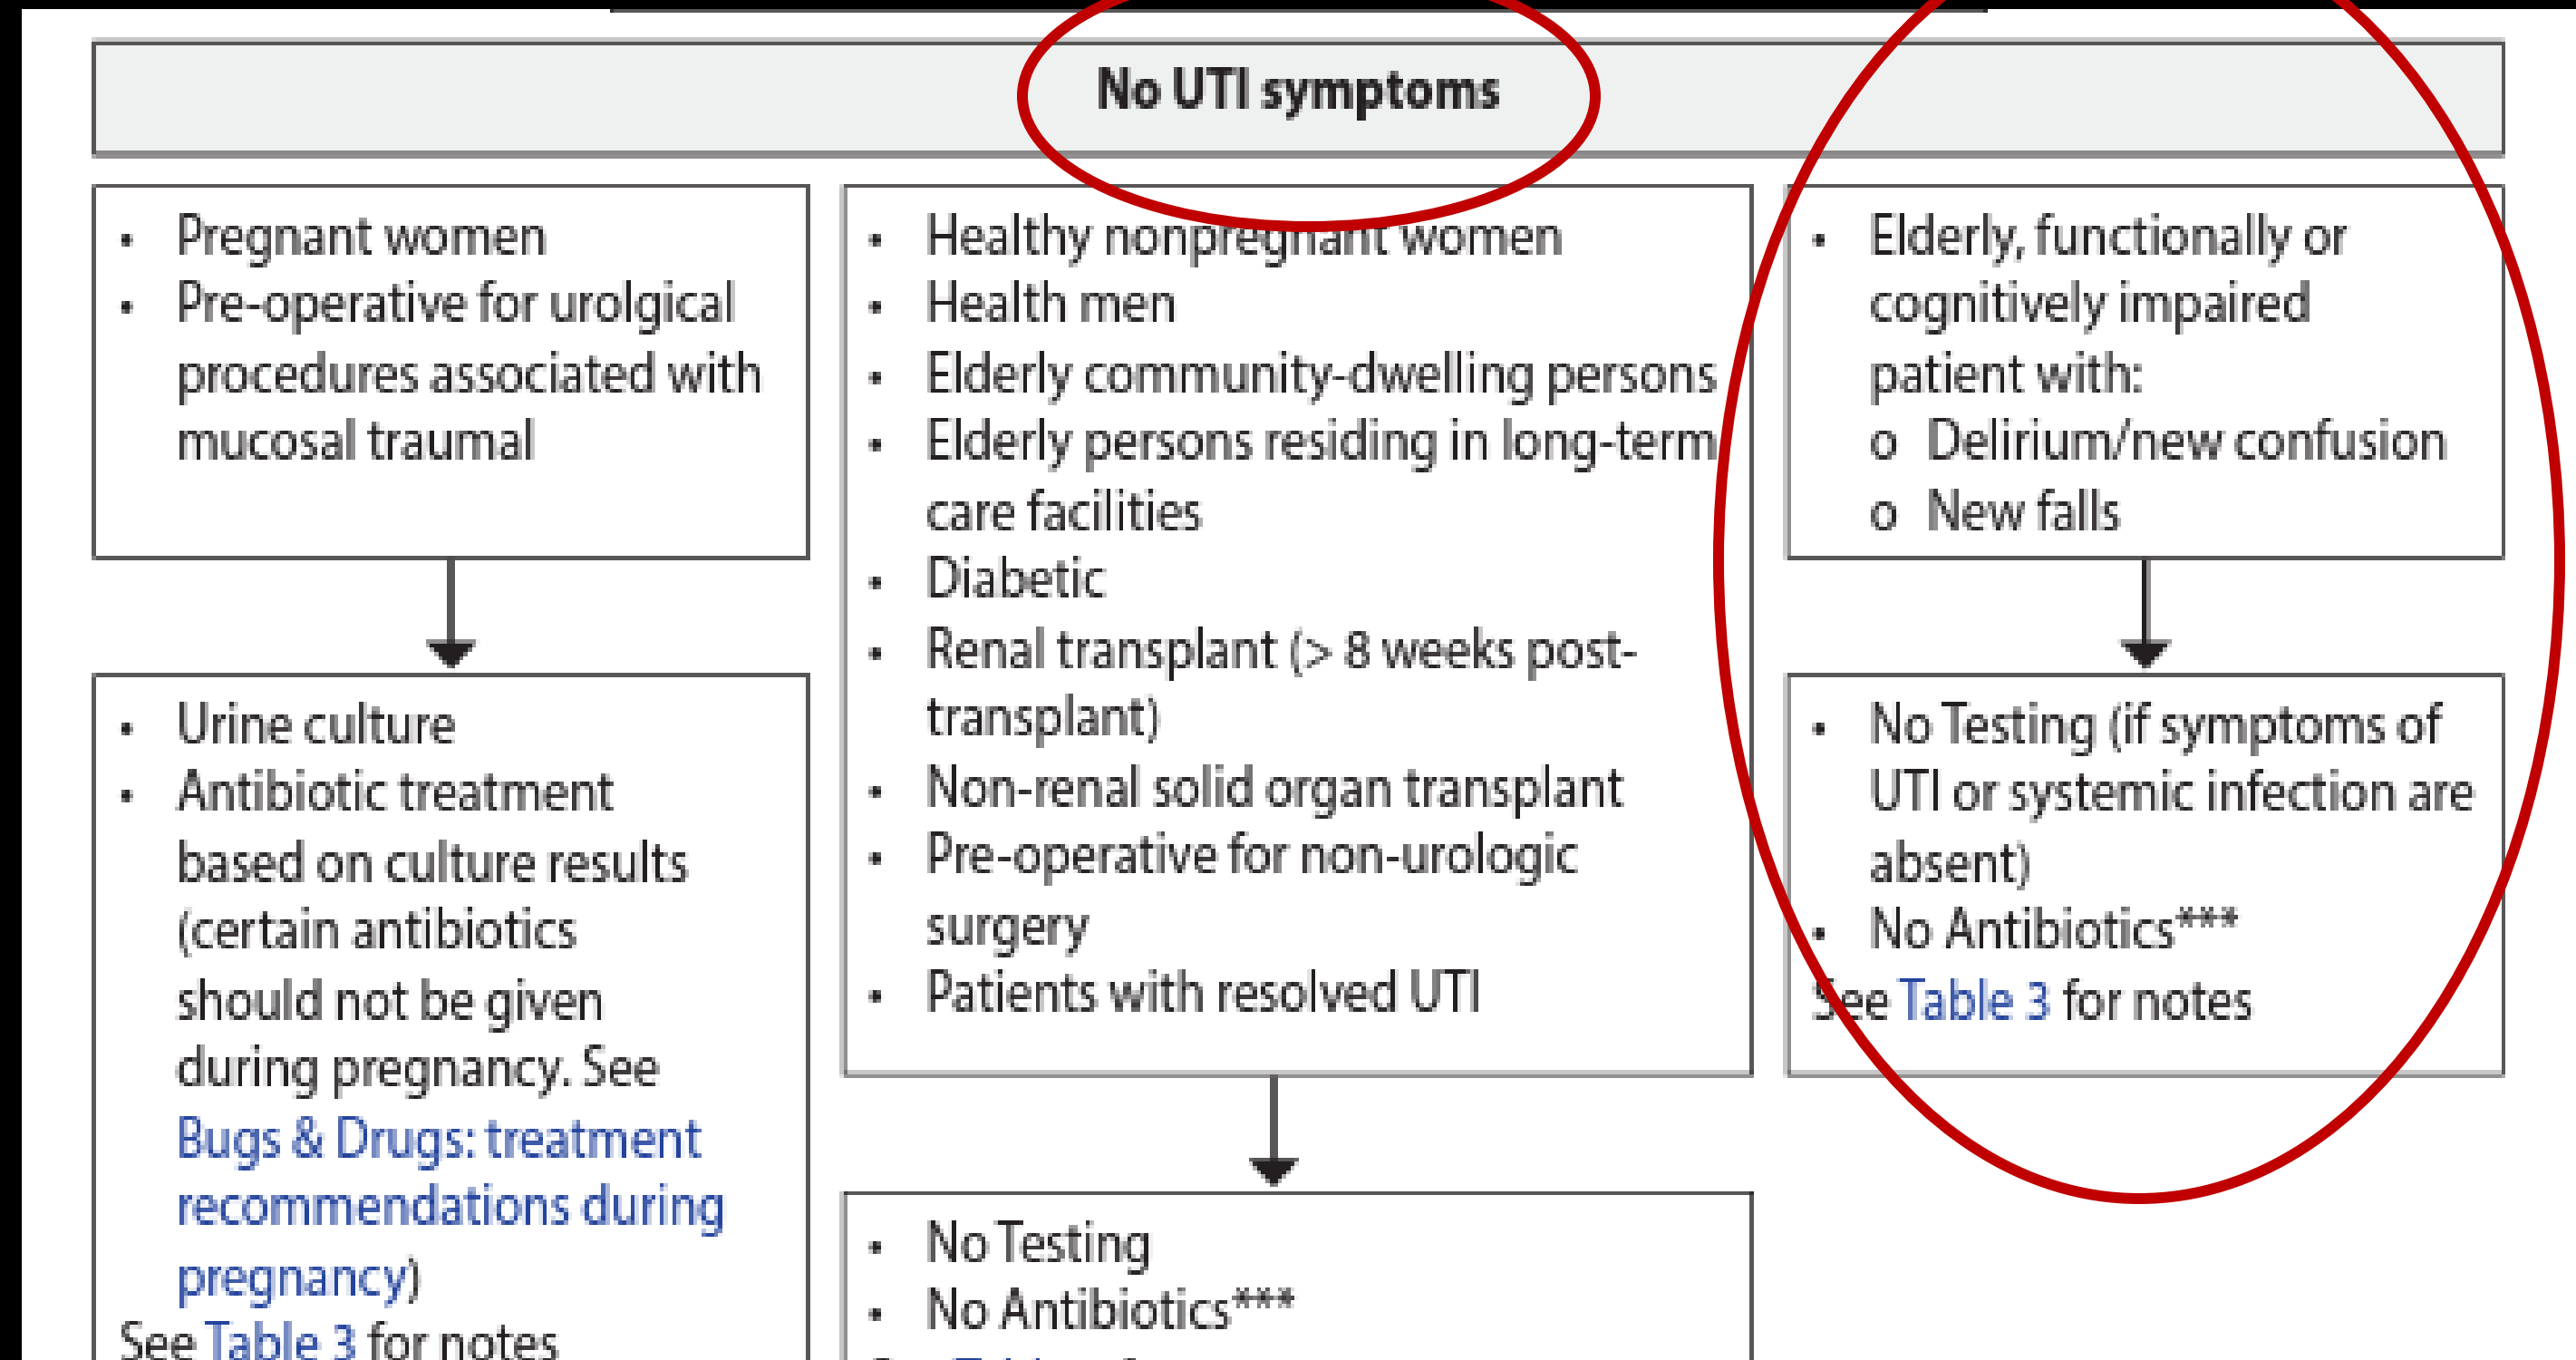 No UTI symptoms
• Pregnant women
• Pre-operative for urolgical
procedures associated with
mucosal traumal
• Urine culture
• Antibiotic treatment
based on culture results
(certain antibiotics
should not be given
during pregnancy. See
Bugs & Drugs: treatment
recommendations during
pregnancy)
See Table 3 for notes
• Healthy nonpregnant women
• Health men
• Elderly community-dwelling persons
• Elderly persons residing in long-term
care facilities
• Diabetic
• Renal transplant (> 8 weeks post-
transplant)
• Non-renal solid organ transplant
• Pre-operative for non-urologic
surgery
• Patients with resolved UTI
• No Testing
• No Antibiotics***
• Elderly, functionally or
cognitively impaired
patient with:
o Delirium/new confusion
o New falls
• No Testing (if symptoms of
UTI or systemic infection are
absent)
• No Antibiotics***
See Table 3 for notes